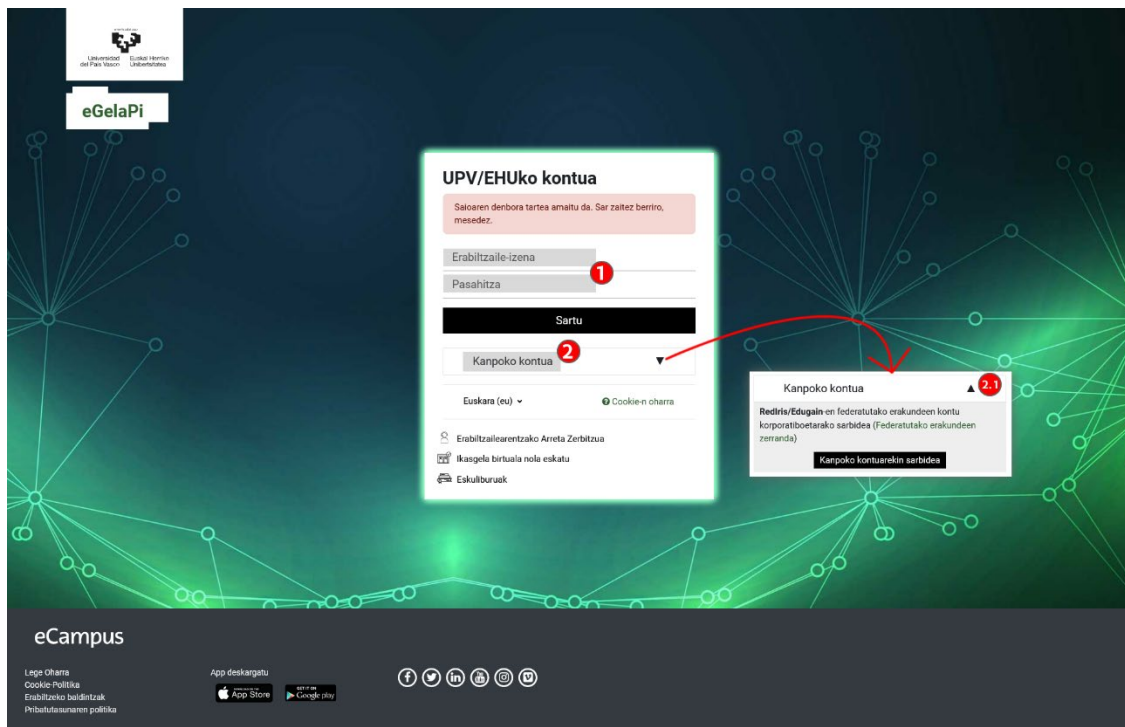 Universidad
del País Vasco
Euskal Herriko
Unibertsitatea
eGelaPi
UPV/EHUko kontua
Saioaren denbora tartea amaitu da. Sar zaitez berriro,
mesedez.
Erabiltzaile-izena
1
Pasahitza
Sartu
Kanpoko kontua
2
Euskara (eu)
Cookie-n oharra
Erabiltzailearentzako Arreta Zerbitzua
Ikasgela birtuala nola eskatu
Eskuliburuak
Kanpoko kontua
2.1
Rediris/Edugain-en federatutako erakundeen kontu
korporatiboetarako sarbidea (Federatutako erakundeen
zerranda)
Kanpoko kontuarekin sarbidea
eCampus
Lege Oharra
Cookie-Politika
Erabiltzeko baldintzak
Pribatutasunaren politika
App deskargatu
App Store
GET IT ON
Google play